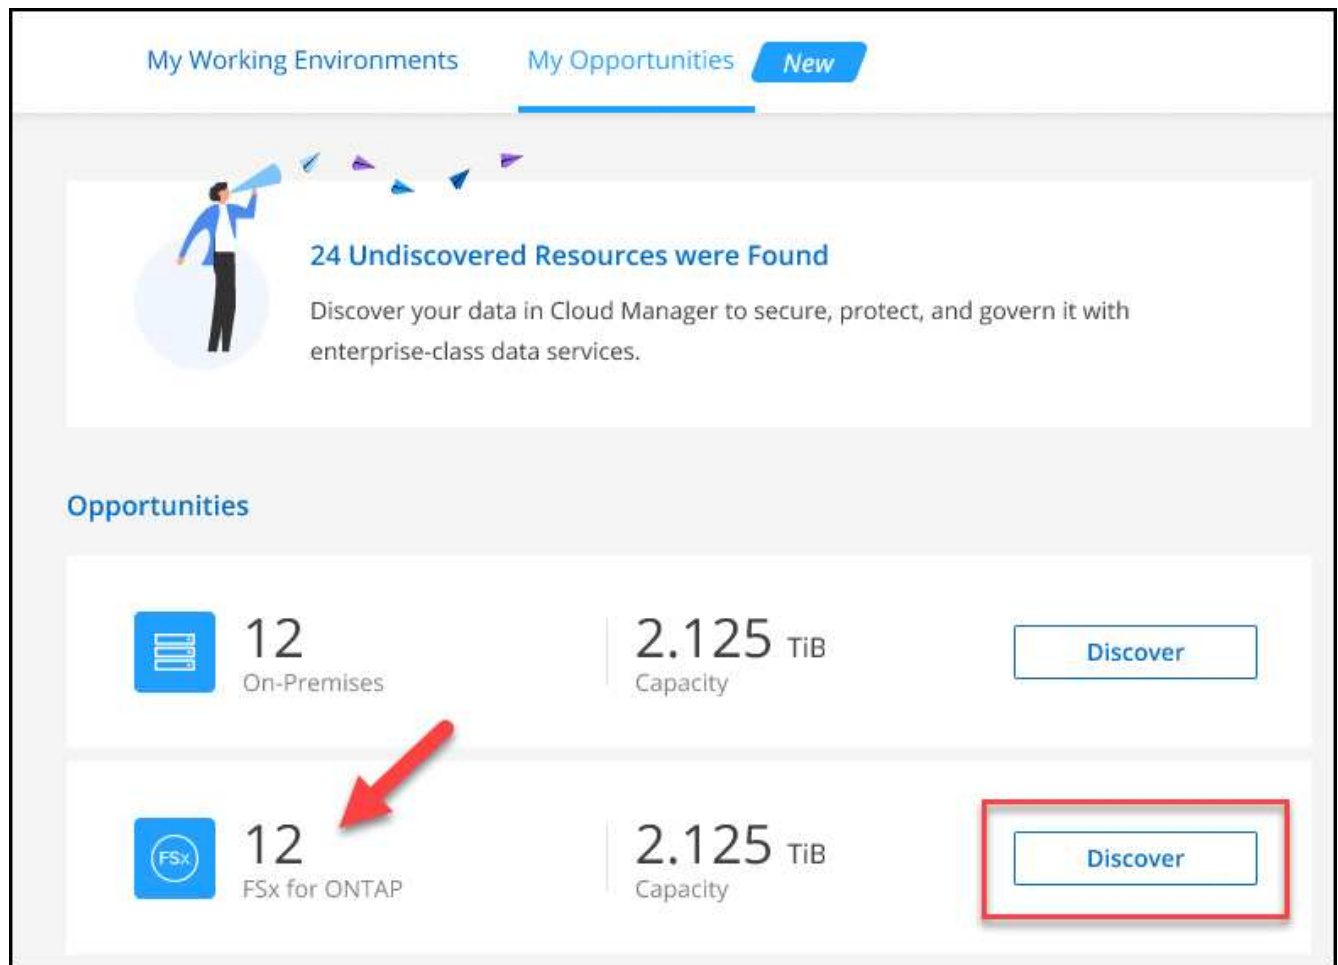 My Working Environments My Opportunities New
24 Undiscovered Resources were Found
Discover your data in Cloud Manager to secure, protect, and govern it with
enterprise-class data services.
Opportunities
12 2.125 TiB Discover
On-Premises Capacity
FSx 12 2.125 TiB Discover
FSx for ONTAP Capacity